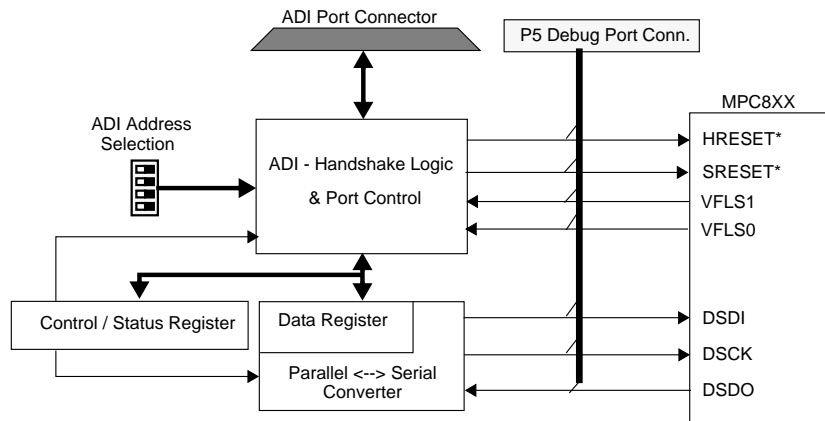 ADI Port Connector
P5 Debug Port Conn.
MPC8XX
ADI Address
Selection
ADI - Handshake Logic
& Port Control
HRESET*
SRESET*
VFLS1
VFLS0
Control / Status Register
Data Register
Parallel <--> Serial
Converter
DSDI
DSCK
DSDO